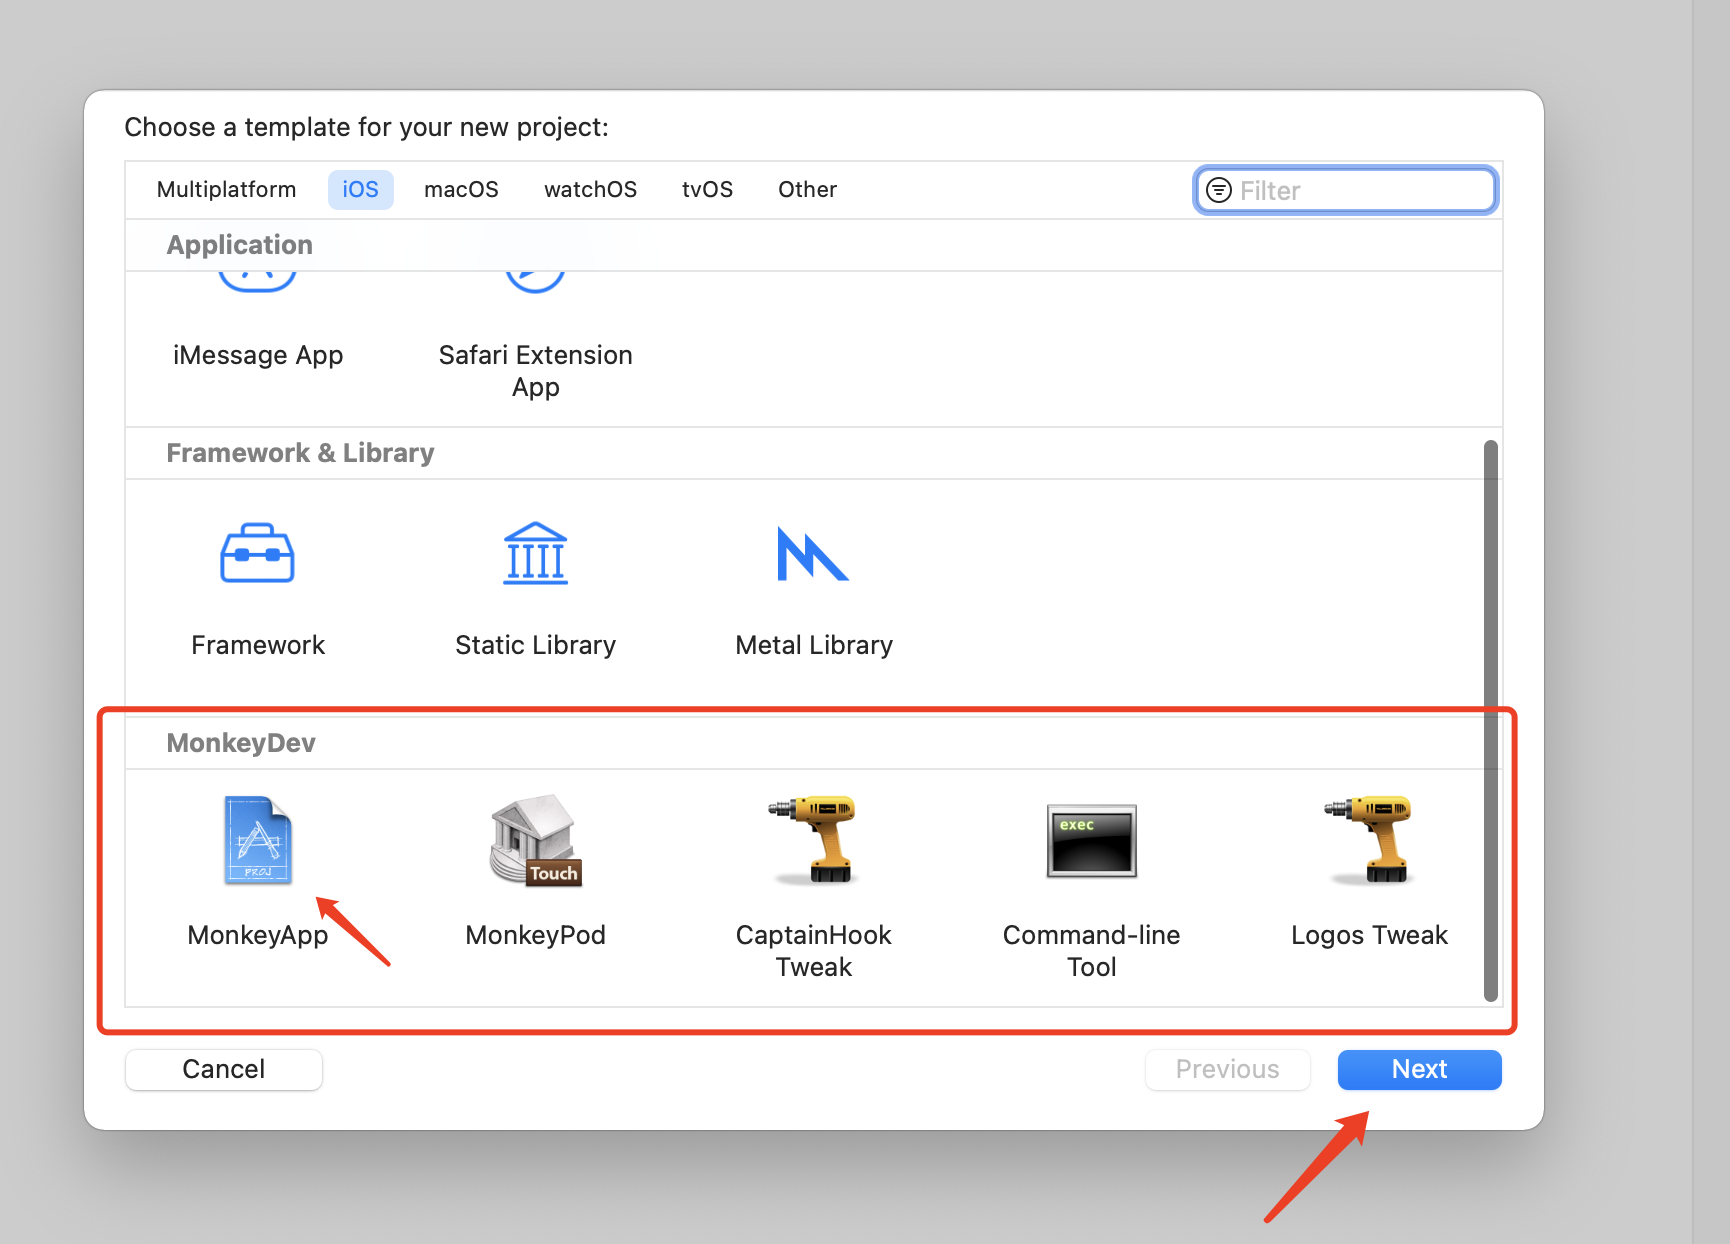 Choose a template for your new project:
Multiplatform iOS macOS watchOS tvOS Other Filter
Application
iMessage App Safari Extension App
Framework & Library
Framework Static Library Metal Library
MonkeyDev
PROJ Touch exec
MonkeyApp MonkeyPod CaptainHook Tweak Command-line Tool Logos Tweak
Cancel Previous Next